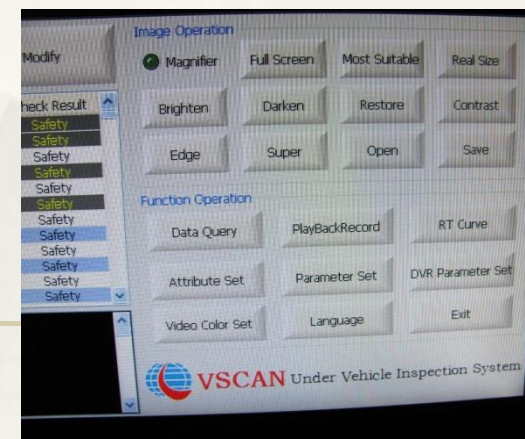 Modify
heck Result
Safety
Safety
Safety
Safety
Safety
Safety
Safety
Safety
Safety
Safety
Safety
Safety
Image Operation
Magnifier Full Screen Most Suitable Real Size
Brighten Darken Restore Contrast
Edge Super Open Save
Function Operation
Data Query PlayBackRecord RT Curve
Attribute Set Parameter Set DVR Parameter Set
Video Color Set Language Exit
VSCAN Under Vehicle Inspection System